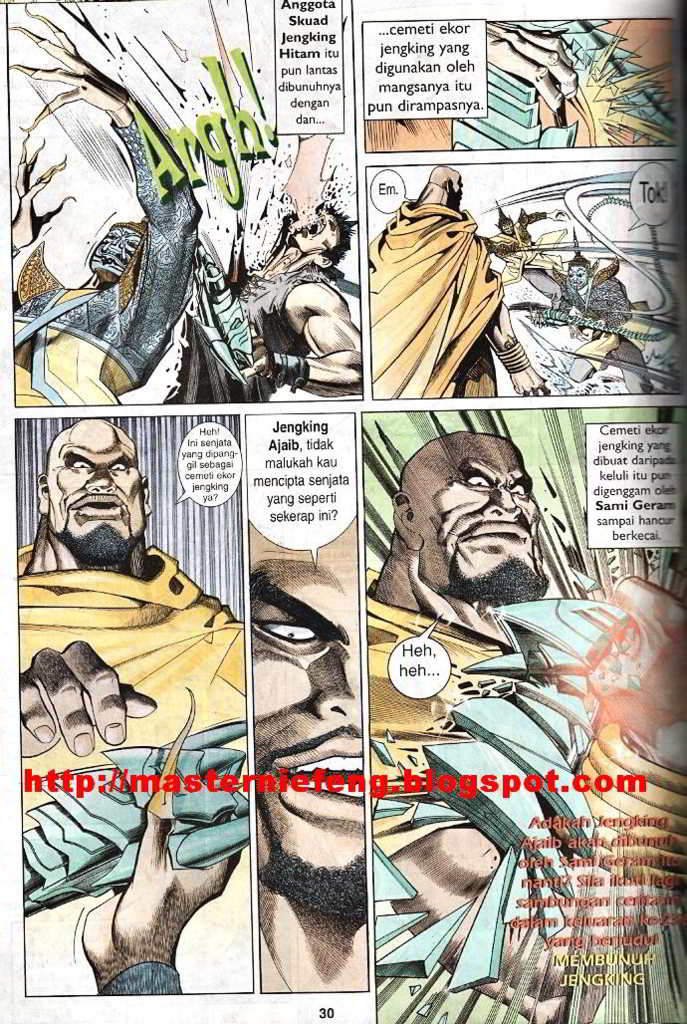 Anggota
Skuad
Jengking
Hitam itu
pun lantas
dibunuhnya
dengan
dan...
Argh!
...cemeti ekor
jengking yang
digunakan oleh
mangsanya itu
pun dirampasnya.
Em.
Tok!
Heh!
Ini senjata
yang dipang-
gil sebagai
cemeti ekor
jengking
ya?
Jengking
Ajaib, tidak
malukah kau
mencipta senjata
yang seperti
sekerap ini?
Cemeti ekor
jengking yang
dibuat daripada
keluli itu pun
digenggam oleh
Sami Geram
sampai hancur
berkecai.
Heh,
heh...
http://masterniefeng.blogspot.com
Adakah Jengking
Ajaib akan dibunuh
oleh Sami Geram itu
nanti? Sila ikuti lagi
sambungan cerita ini
dalam keluaran
yang bertajuk
MEMBUNUH
JENGKING
30